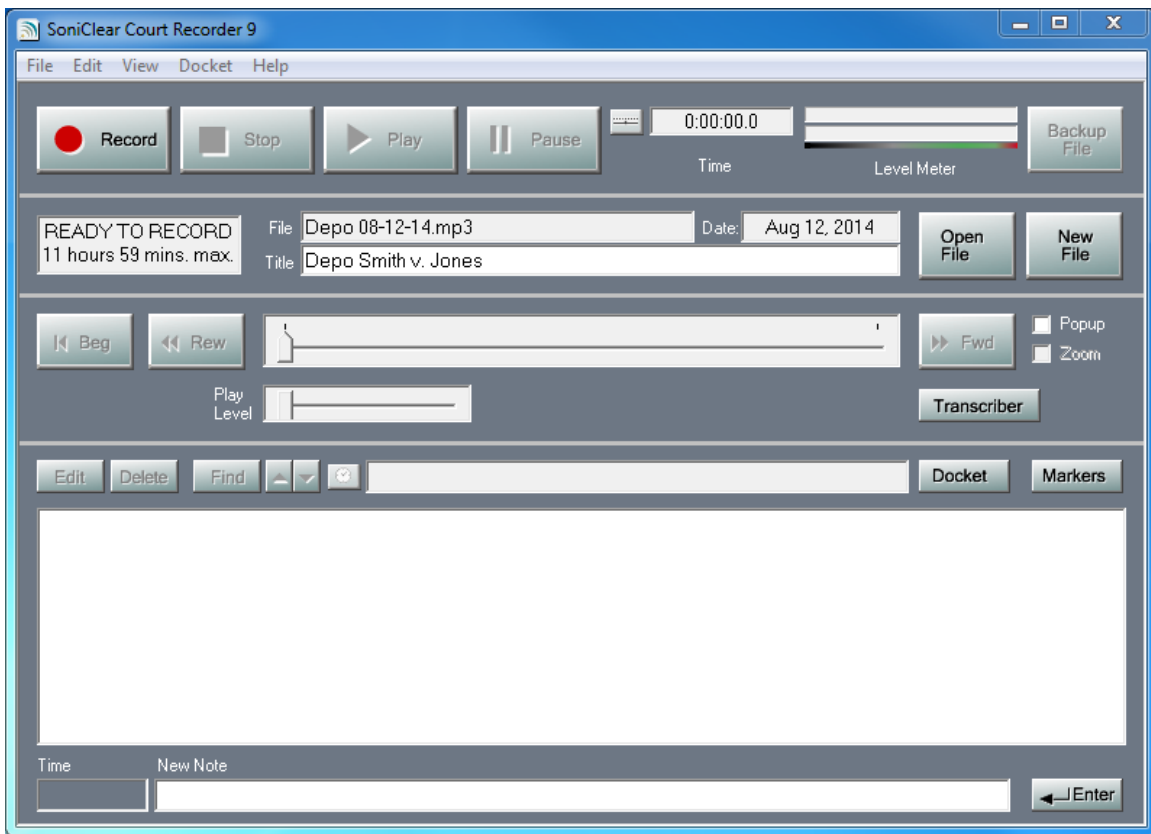 SoniClear Court Recorder 9
File Edit View Docket Help
Record Stop Play Pause 0:00:00.0 Backup File
Time Level Meter
READY TO RECORD
11 hours 59 mins. max.
File Depo 08-12-14.mp3 Date: Aug 12, 2014
Title Depo Smith v. Jones
Open File
New File
Beg Rew Fwd
Popup
Zoom
Play Level
Transcriber
Edit Delete Find Docket Markers
Time New Note
Enter